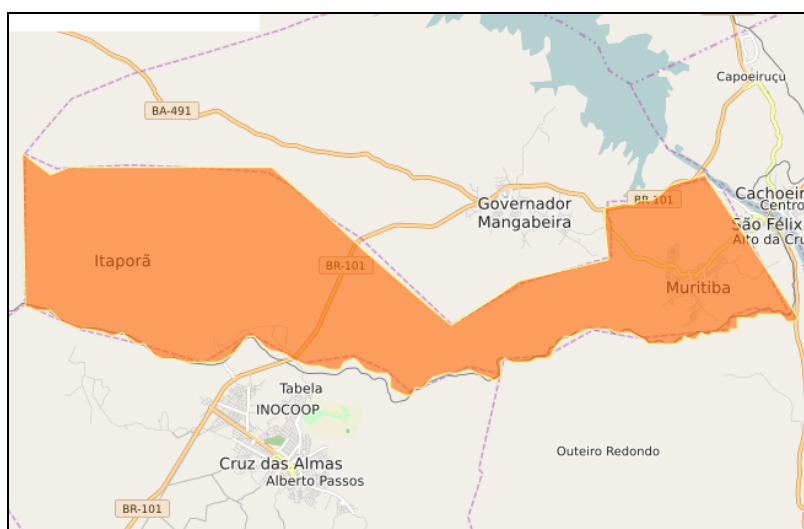 Capoeiruçu
BA-491
Governador
Mangabeira
BR-101
Cachoei
Centro
São Félix
Alto da Cru
Itaporã
BR-101
Muritiba
Tabela
INOCOOP
Cruz das Almas
Alberto Passos
Outeiro Redondo
BR-101